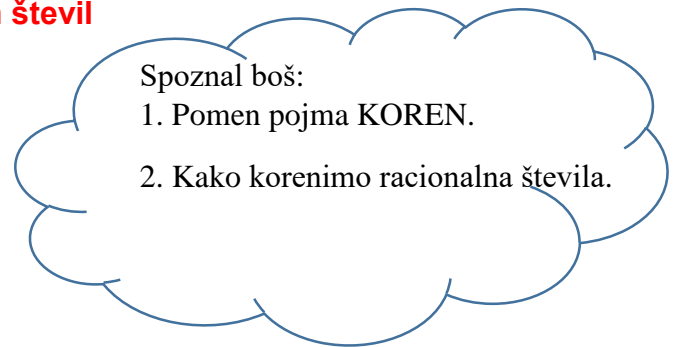 števil
Spoznal boš:
1. Pomen pojma KOREN.
2. Kako korenimo racionalna števila.